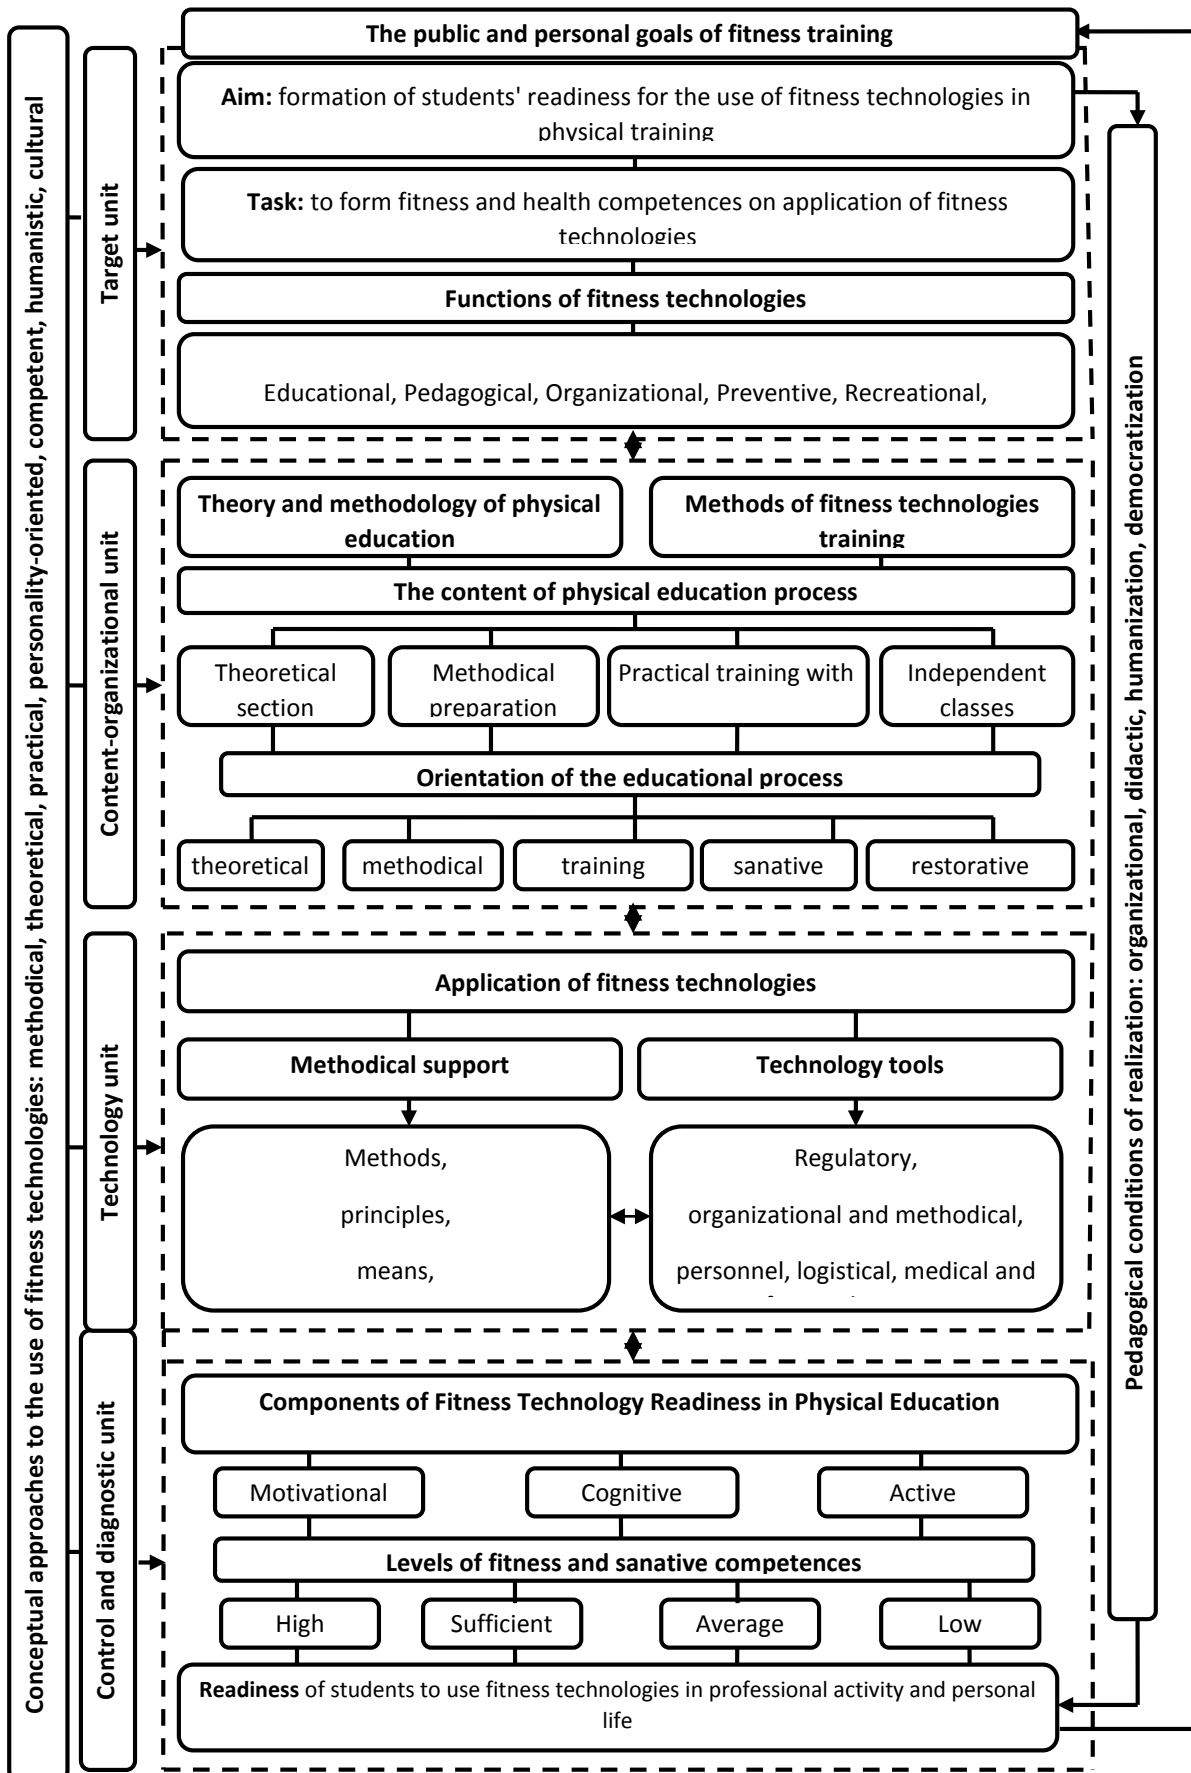 The public and personal goals of fitness training
Aim: formation of students' readiness for the use of fitness technologies in
physical training
Task: to form fitness and health competences on application of fitness
technologies
Functions of fitness technologies
Educational, Pedagogical, Organizational, Preventive, Recreational,
Target unit
Conceptual approaches to the use of fitness technologies: methodical, theoretical, practical, personality-oriented, competent, humanistic, cultural
Pedagogical conditions of realization: organizational, didactic, humanization, democratization
Content-organizational unit
Theory and methodology of physical
education
Methods of fitness technologies
training
The content of physical education process
Theoretical
section
Methodical
preparation
Practical training with
Independent
classes
Orientation of the educational process
theoretical
methodical
training
sanative
restorative
Technology unit
Application of fitness technologies
Methodical support
Technology tools
Methods,
principles,
means,
Regulatory,
organizational and methodical,
personnel, logistical, medical and
Control and diagnostic unit
Components of Fitness Technology Readiness in Physical Education
Motivational
Cognitive
Active
Levels of fitness and sanative competences
High
Sufficient
Average
Low
Readiness of students to use fitness technologies in professional activity and personal
life